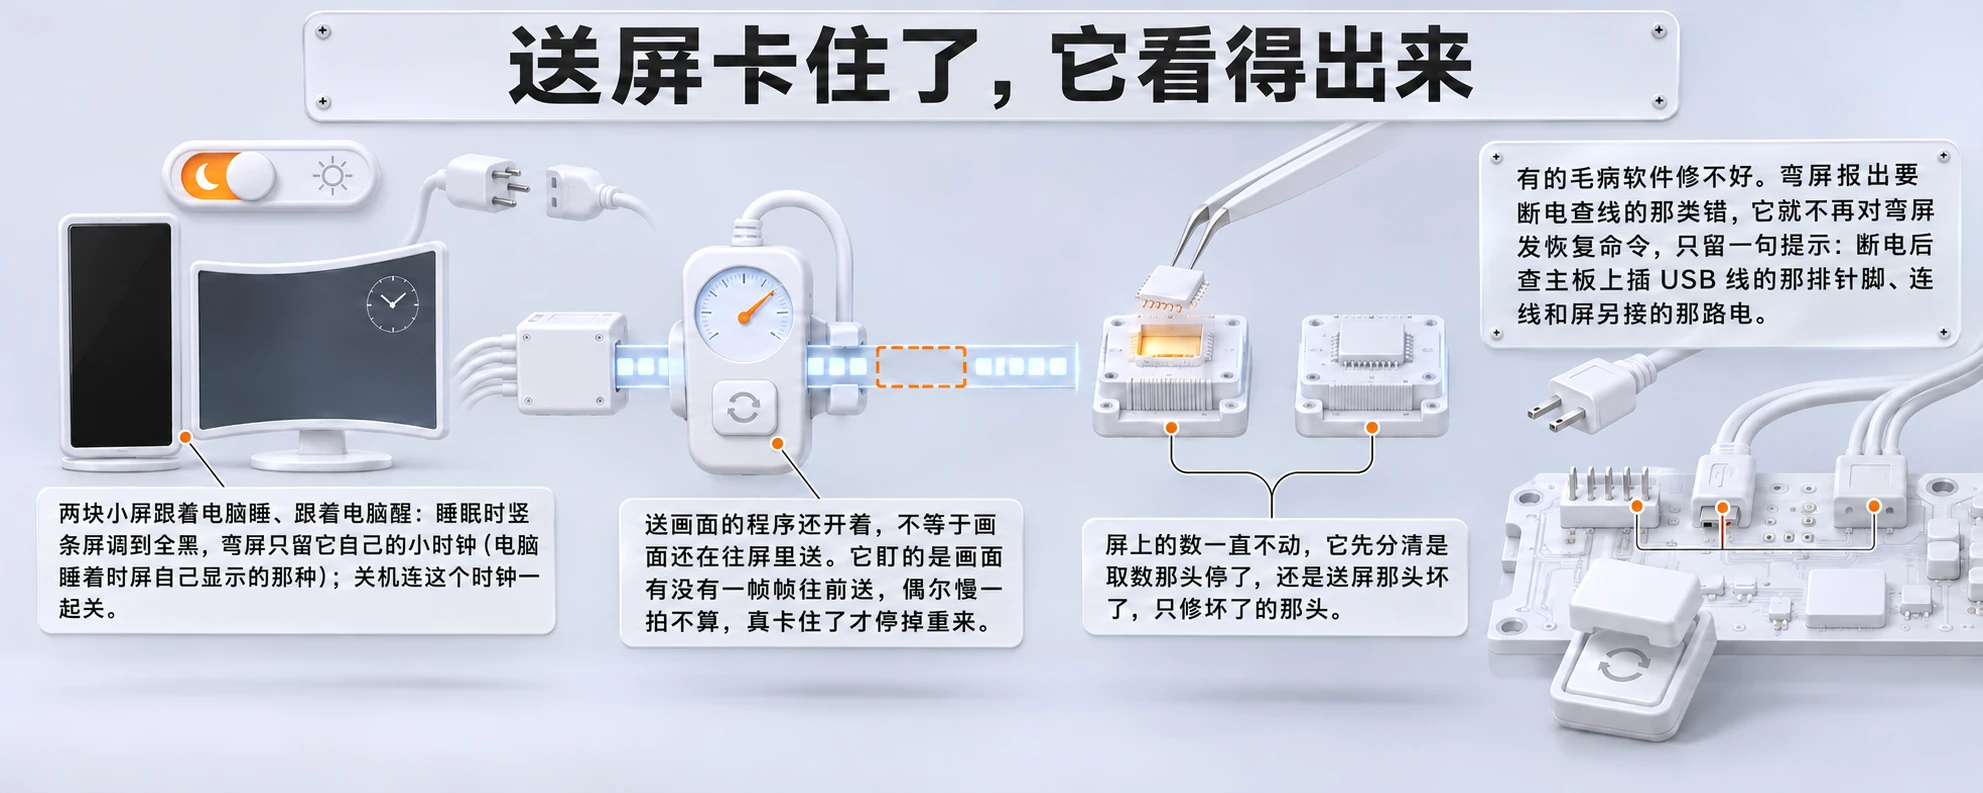 送屏卡住了，它看得出来
两块小屏跟着电脑睡、跟着电脑醒：睡眠时竖
条屏调到全黑，弯屏只留它自己的小时钟（电脑
睡着时屏自己显示的那种）；关机连这个时钟一
起关。
送画面的程序还开着，不等于画
面还在往屏里送。它盯的是画面
有没有一帧帧往前送，偶尔慢一
拍不算，真卡住了才停掉重来。
屏上的数一直不动，它先分清是
取数那头停了，还是送屏那头坏
了，只修坏了的那头。
有的毛病软件修不好。弯屏报出要
断电查线的那类错，它就不再对弯屏
发恢复命令，只留一句提示：断电后
查主板上插 USB 线的那排针脚、连
线和屏另接的那路电。